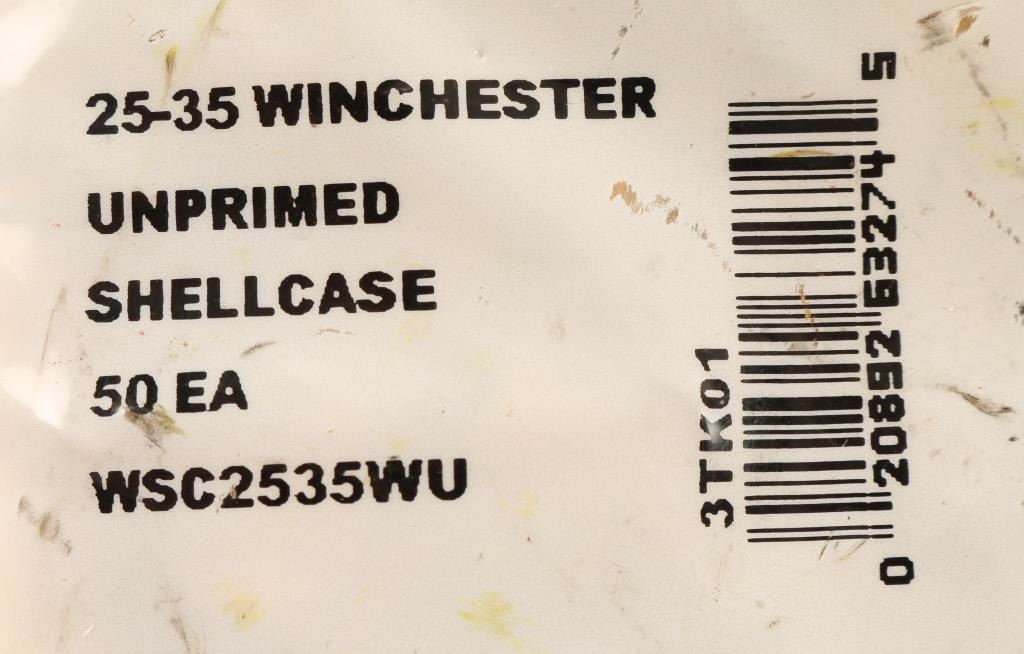 25-35 WINCHESTER
UNPRIMED
SHELLCASE
50 EA
WSC2535WU
3TK01
0 20892 63274 5